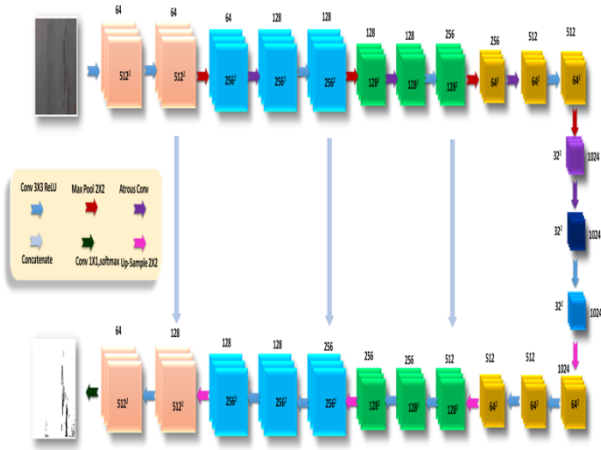 64 64 64 128 128 128 128 256 256 512 512
512² 512² 256² 256² 256² 128² 128² 128² 64² 64² 64²
32² 1024
Conv 3X3 ReLU Max Pool 2X2 Atrous Conv
32² 1024
Concatenate Conv 1X1,softmax Up-Sample 2X2
32² 1024
64 128 128 128 256 256 256 512 512 512 1024
512² 512² 256² 256² 256² 128² 128² 128² 64² 64² 64²